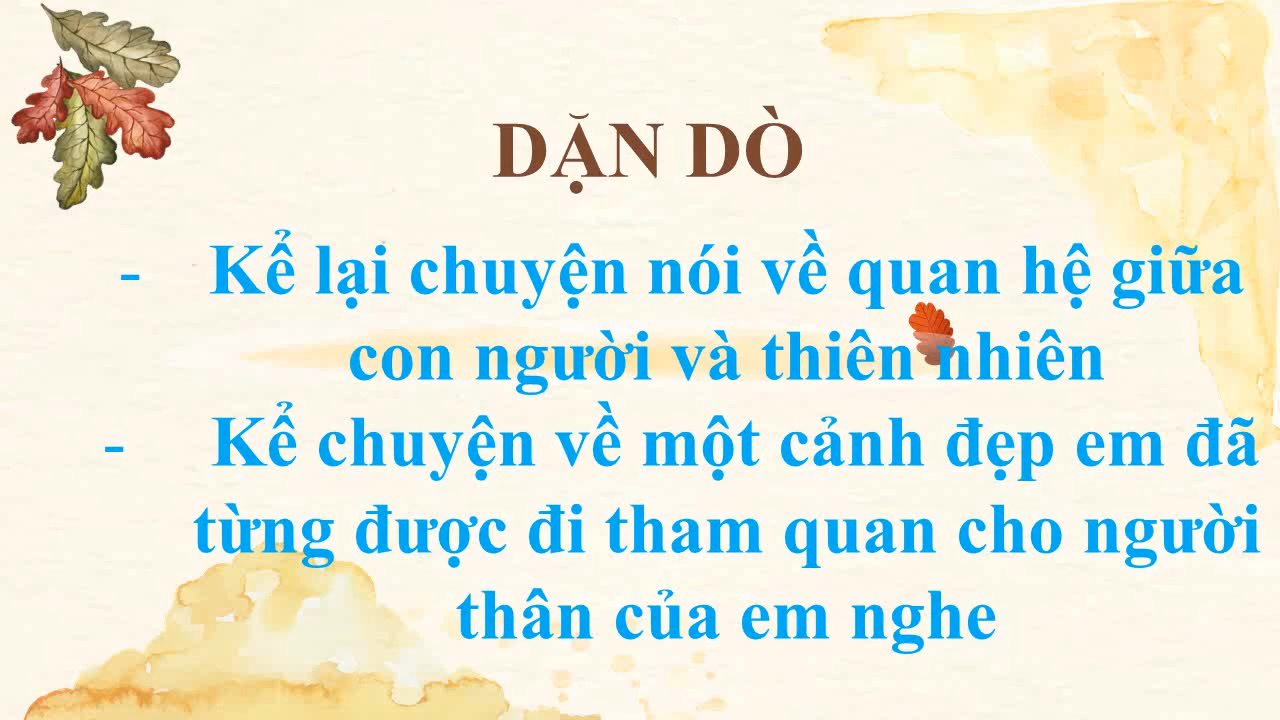 DẶN DÒ
- Kể lại chuyện nói về quan hệ giữa
con người và thiên nhiên
- Kể chuyện về một cảnh đẹp em đã
từng được đi tham quan cho người
thân của em nghe